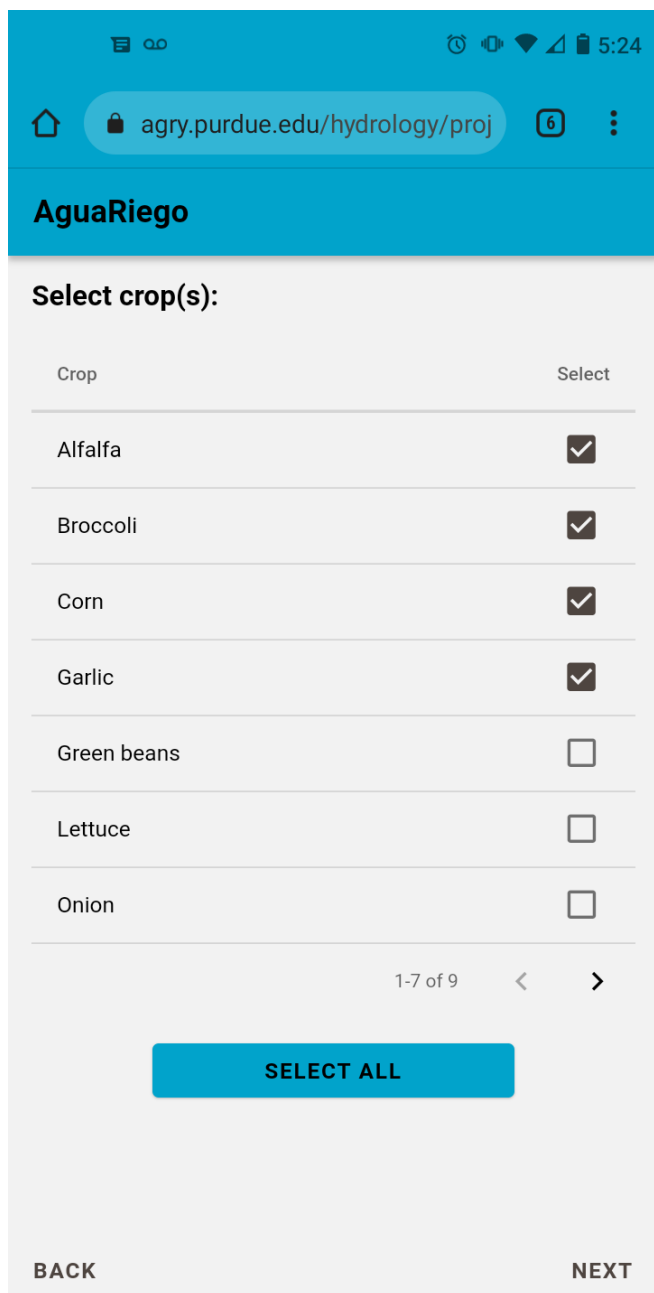 5:24
agry.purdue.edu/hydrology/proj
6
AguaRiego
Select crop(s):
Crop Select
Alfalfa
Broccoli
Corn
Garlic
Green beans
Lettuce
Onion
1-7 of 9
SELECT ALL
BACK NEXT